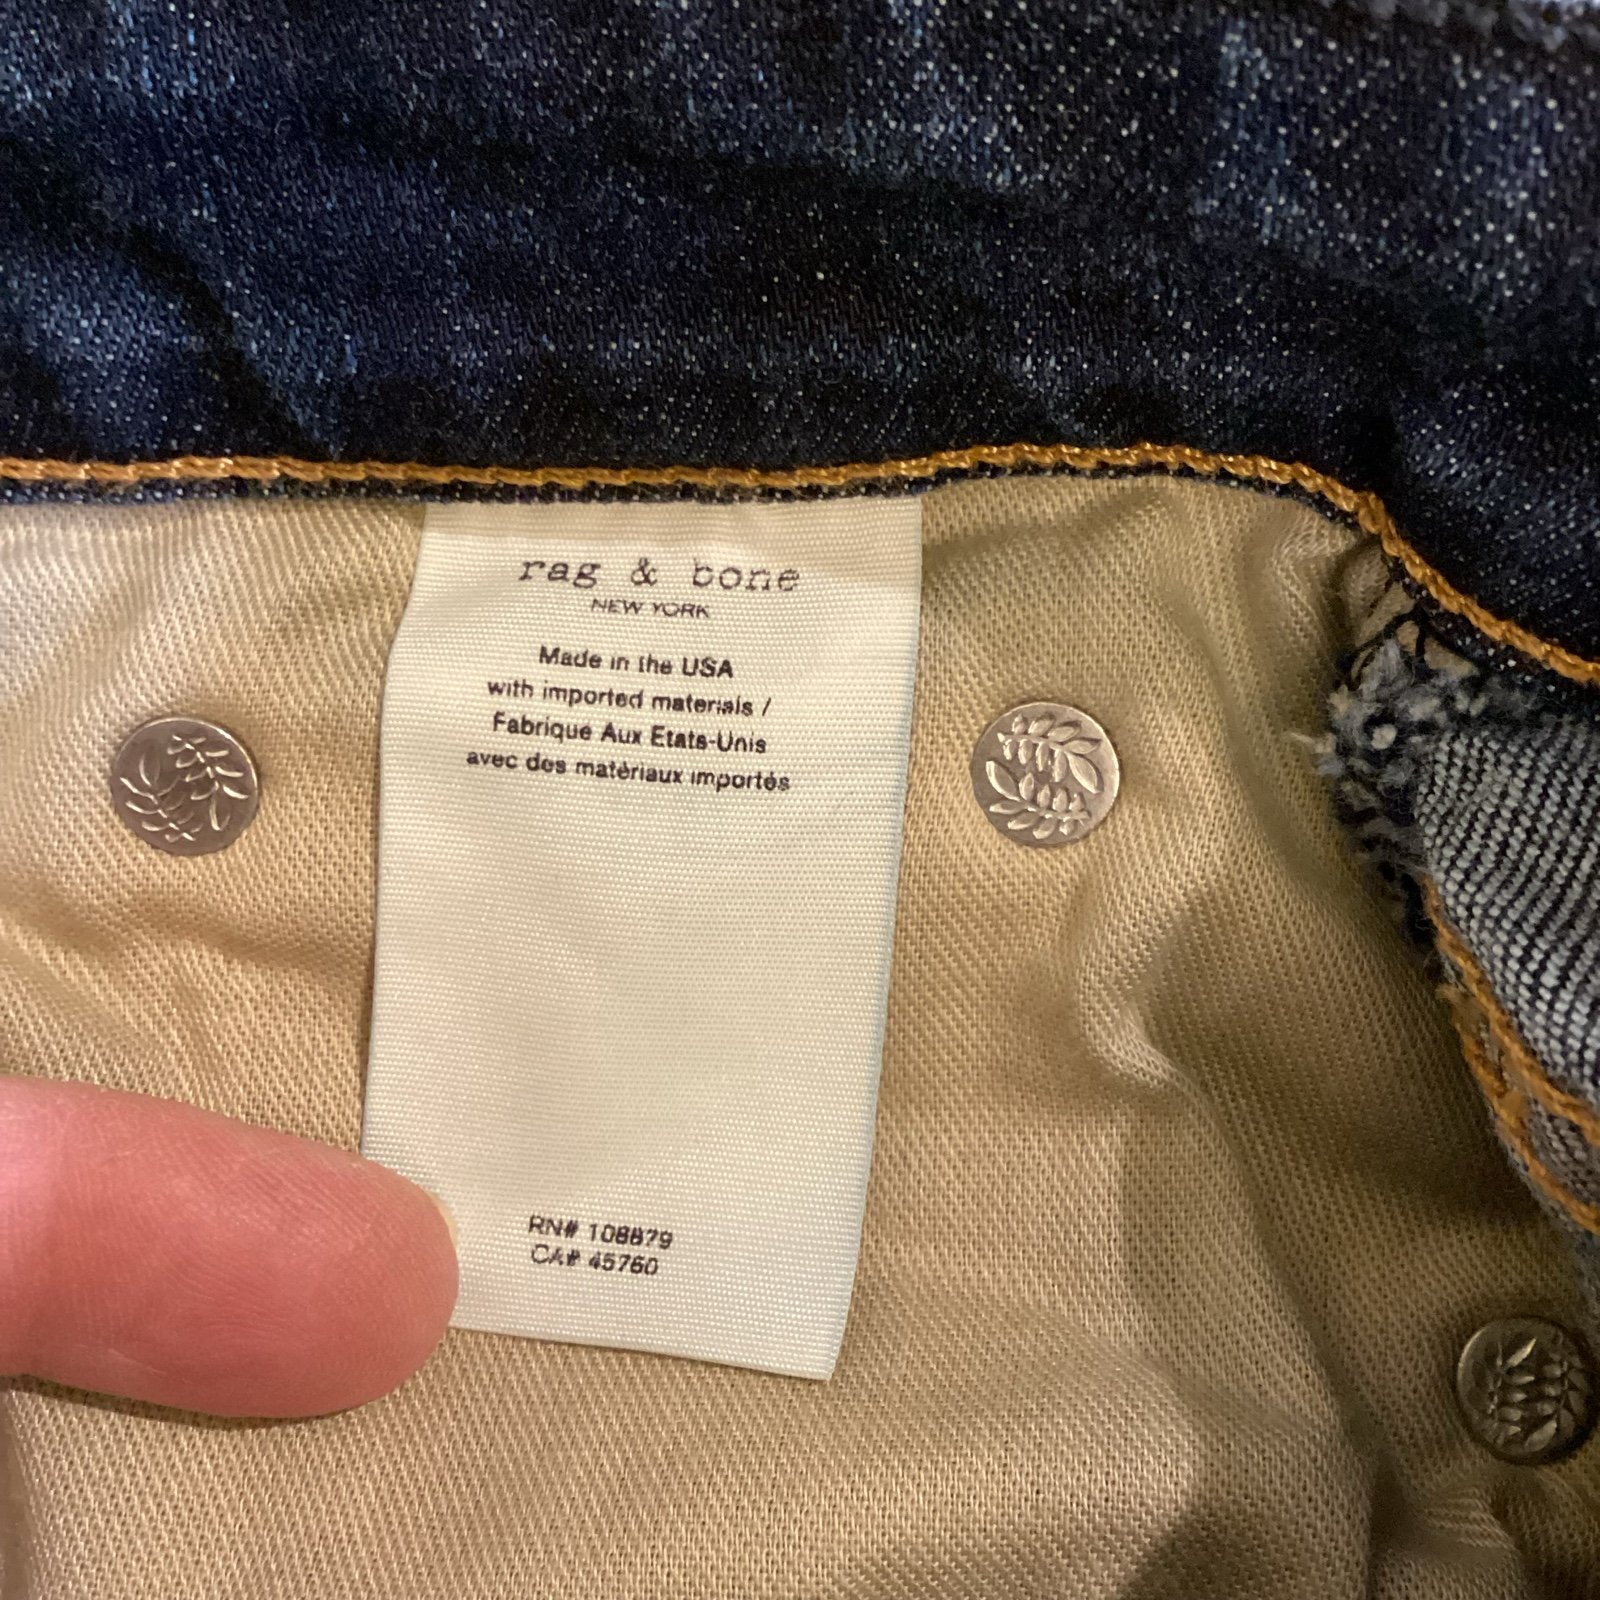 rag & bone
NEW YORK
Made in the USA
with imported materials /
Fabriqué Aux Etats-Unis
avec des matériaux importés
RN# 108879
CA# 45760